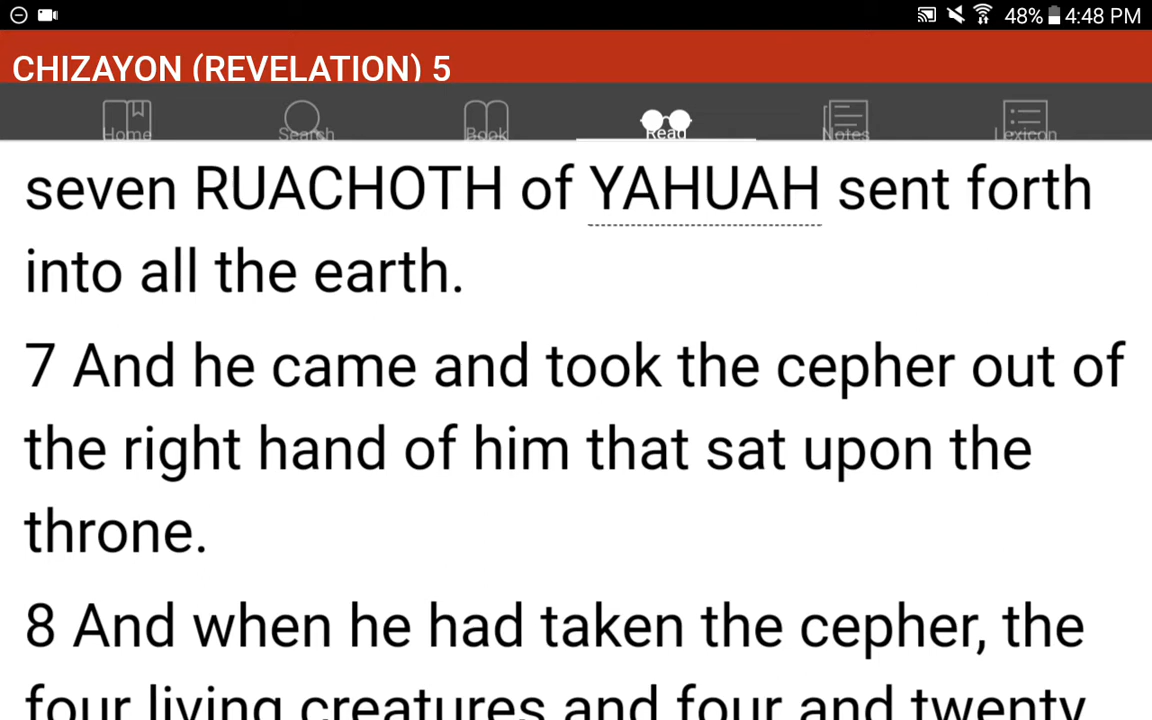 48% 4:48 PM
CHIZAYON (REVELATION) 5
Home Search Book Read Notes Lexicon
seven RUACHOTH of YAHUAH sent forth
into all the earth.
7 And he came and took the cepher out of
the right hand of him that sat upon the
throne.
8 And when he had taken the cepher, the
four living creatures and four and twenty